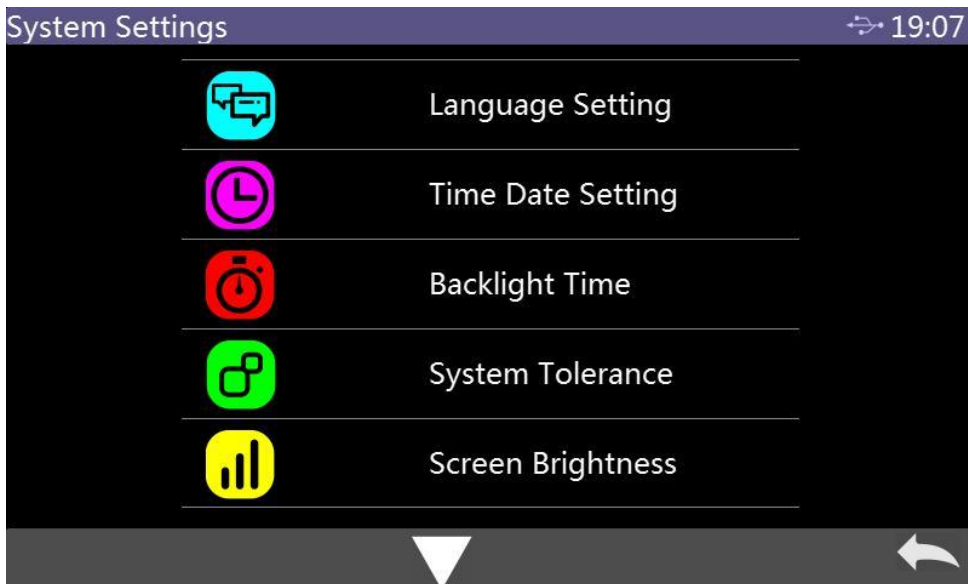 System Settings
19:07
Language Setting
Time Date Setting
Backlight Time
System Tolerance
Screen Brightness